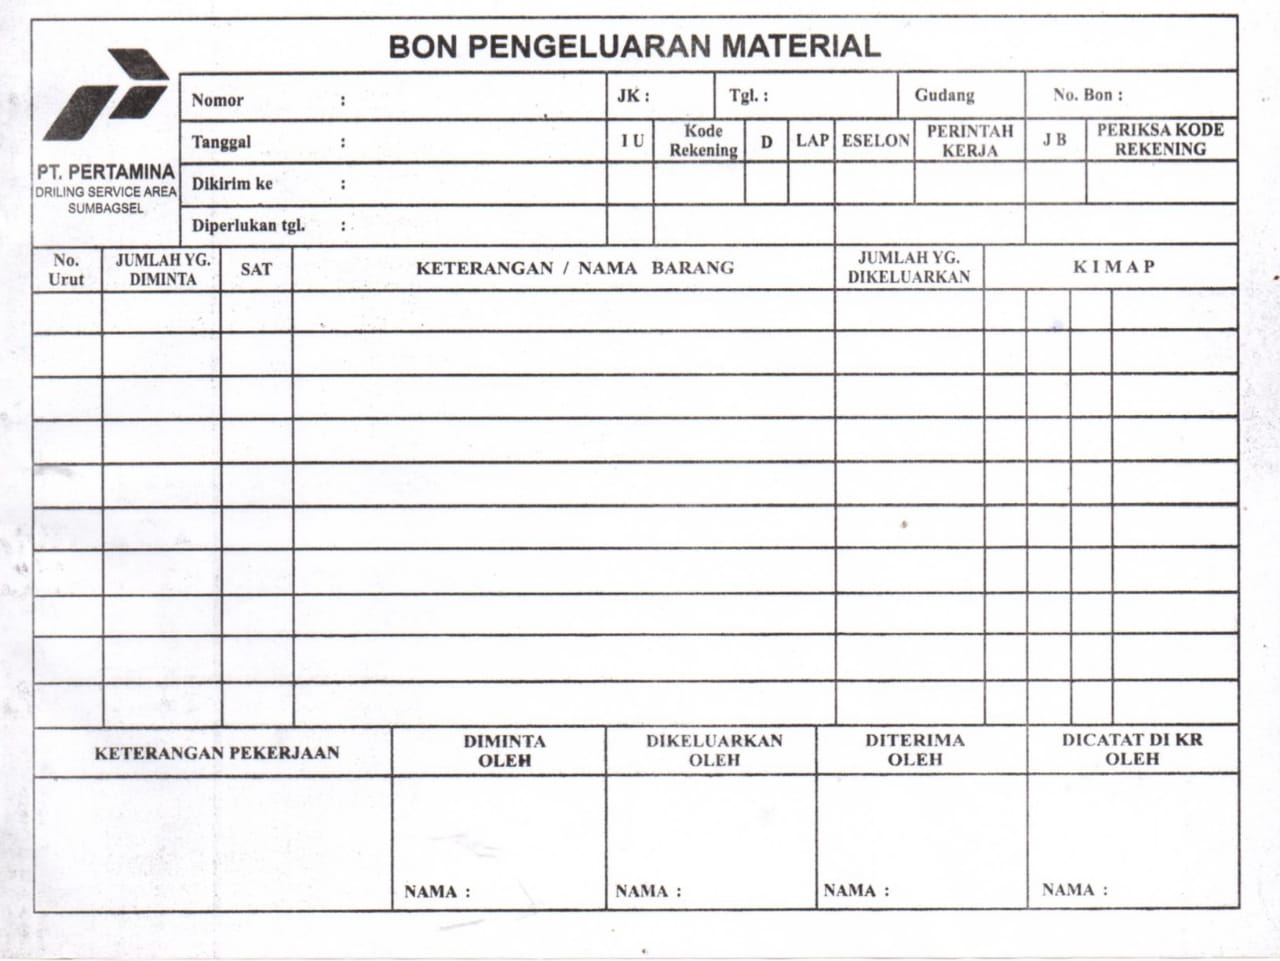 BON PENGELUARAN MATERIAL
PT. PERTAMINA
DRILING SERVICE AREA
SUMBAGSEL
Nomor : JK : Tgl. : Gudang No. Bon :
Tanggal : I U Kode Rekening D LAP ESELON PERINTAH KERJA J B PERIKSA KODE REKENING
Dikirim ke :
Diperlukan tgl. :
No. Urut JUMLAH YG. DIMINTA SAT KETERANGAN / NAMA BARANG JUMLAH YG. DIKELUARKAN K I M A P
KETERANGAN PEKERJAAN DIMINTA OLEH DIKELUARKAN OLEH DITERIMA OLEH DICATAT DI KR OLEH
NAMA : NAMA : NAMA : NAMA :